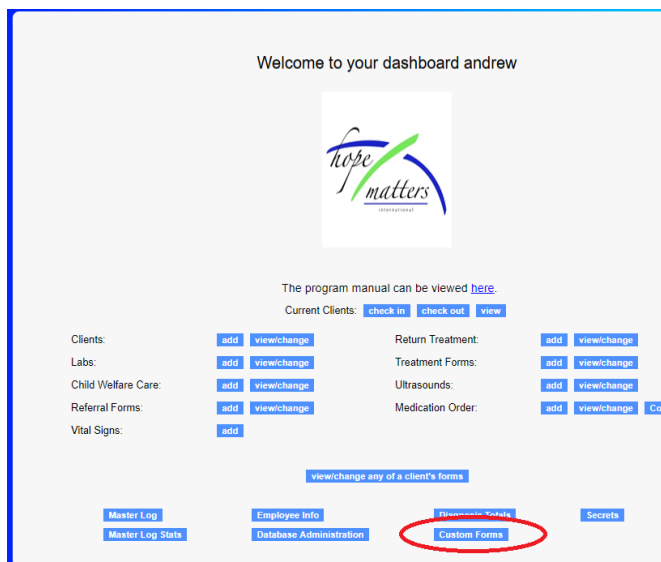 Welcome to your dashboard andrew
hope
matters
international
The program manual can be viewed here.
Current Clients: check in check out view
Clients: add view/change Return Treatment: add view/change
Labs: add view/change Treatment Forms: add view/change
Child Welfare Care: add view/change Ultrasounds: add view/change
Referral Forms: add view/change Medication Order: add view/change Co
Vital Signs: add
view/change any of a client's forms
Master Log Employee Info Diagnosis Totals Secrets
Master Log Stats Database Administration Custom Forms